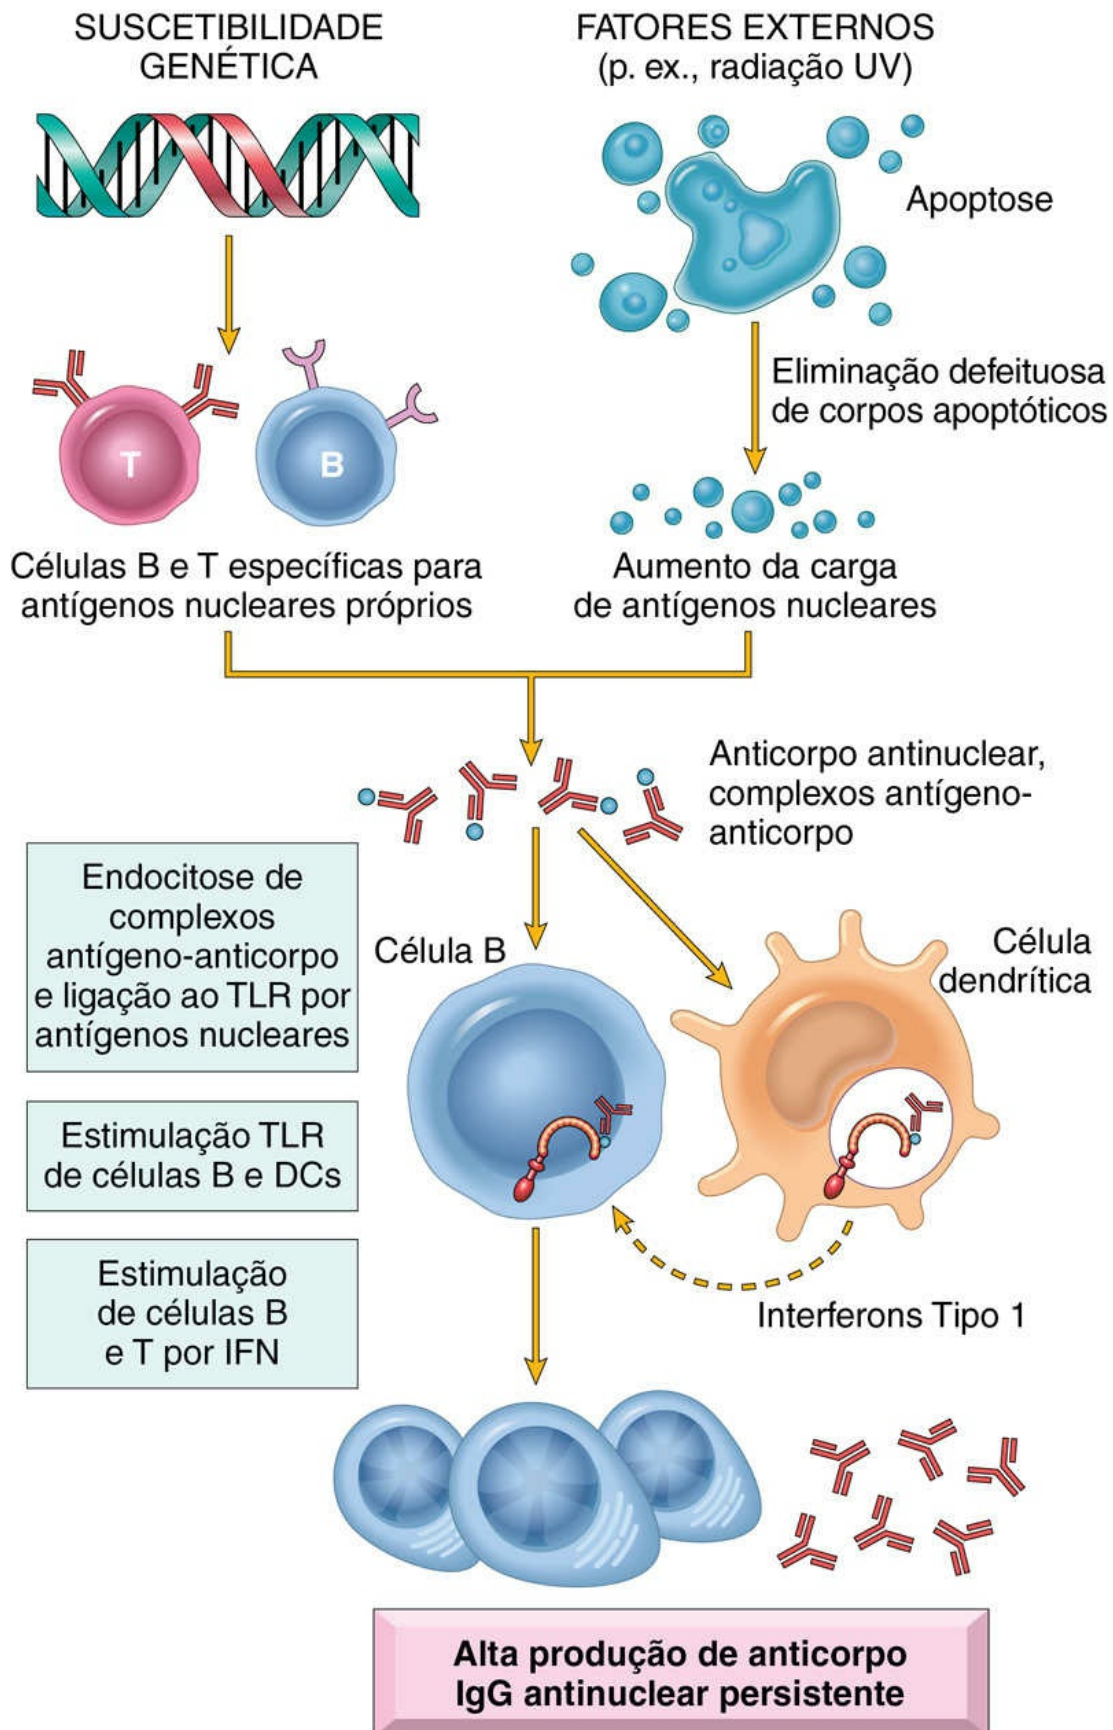 SUSCETIBILIDADE
GENÉTICA
FATORES EXTERNOS
(p. ex., radiação UV)
Apoptose
Eliminação defeituosa
de corpos apoptóticos
T
B
Células B e T específicas para
antígenos nucleares próprios
Aumento da carga
de antígenos nucleares
Anticorpo antinuclear,
complexos antígeno-
anticorpo
Endocitose de
complexos
antígeno-anticorpo
e ligação ao TLR por
antígenos nucleares
Célula B
Célula
dendrítica
Estimulação TLR
de células B e DCs
Estimulação
de células B
e T por IFN
Interferons Tipo 1
Alta produção de anticorpo
IgG antinuclear persistente